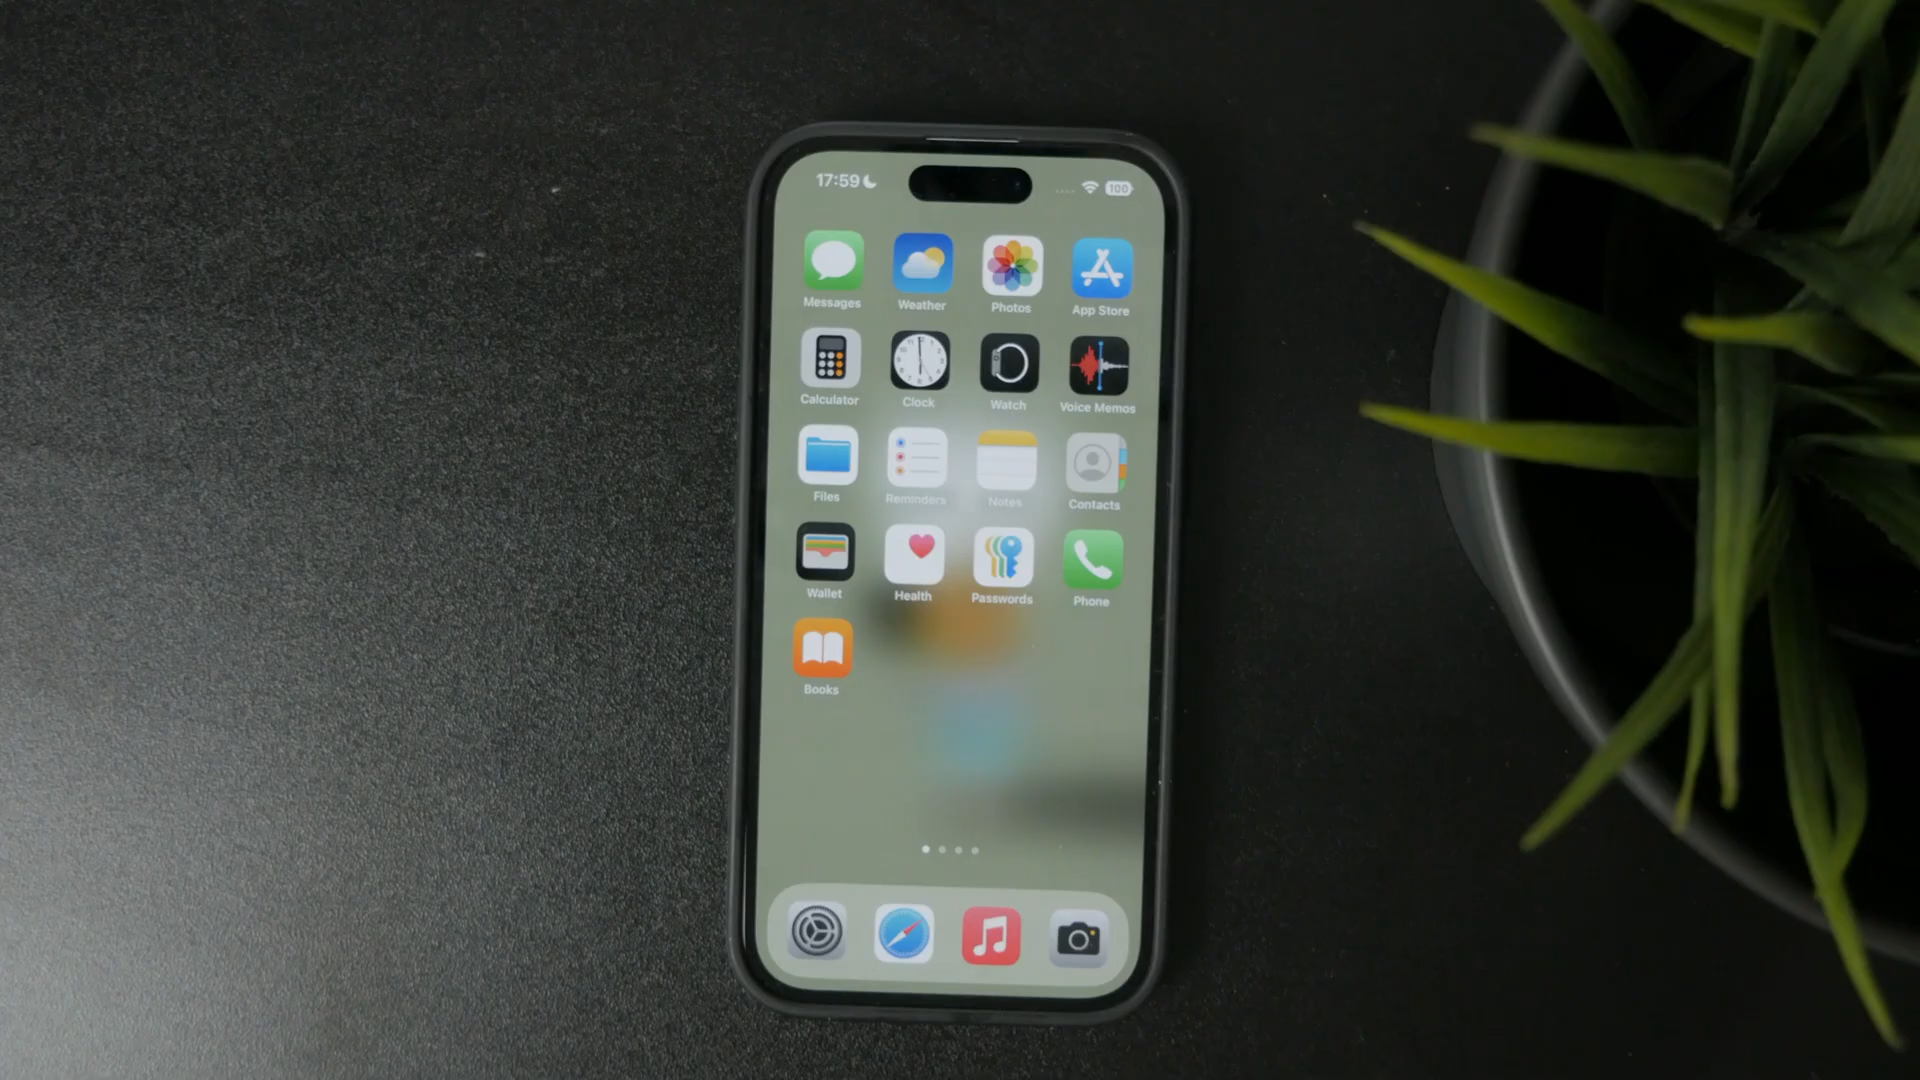 17:59 100
Messages Weather Photos App Store
Calculator Clock Watch Voice Memos
Files Reminders Notes Contacts
Wallet Health Passwords Phone
Books